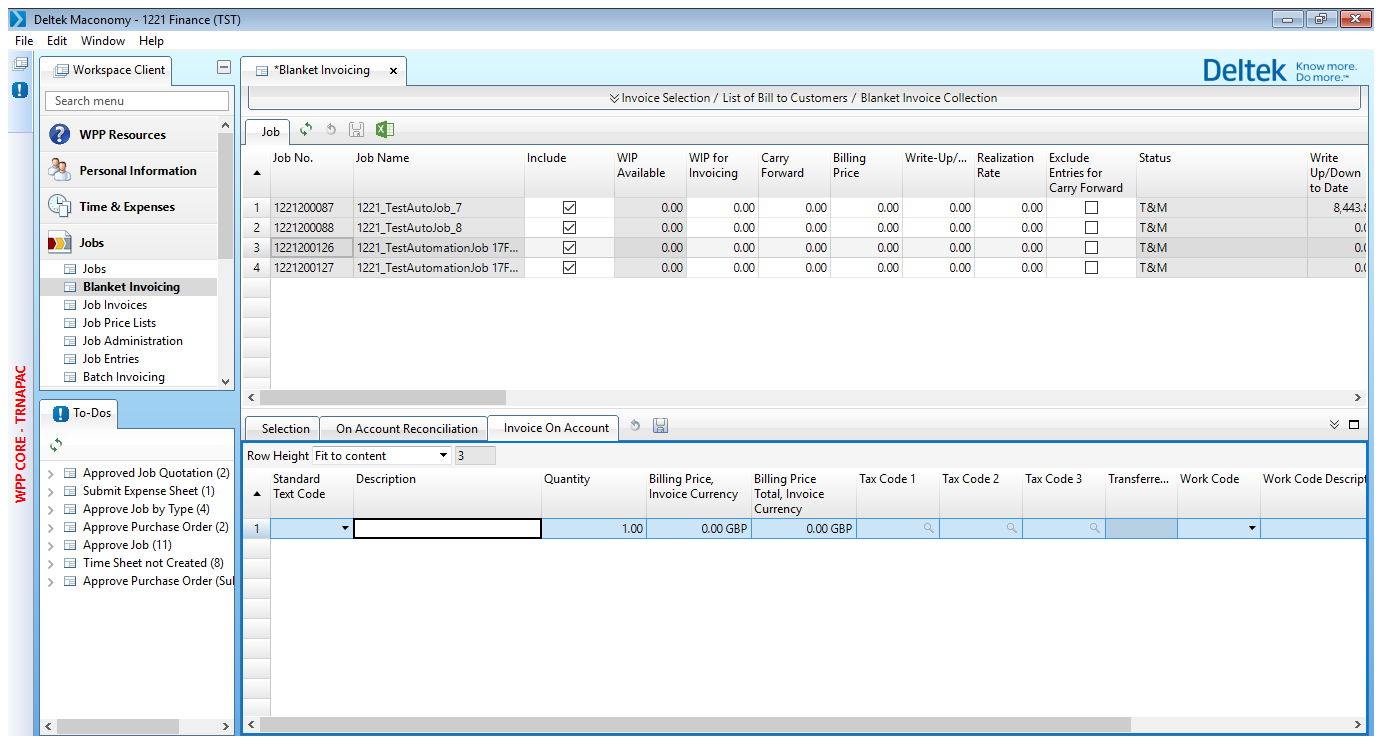 Deltek Maconomy - 1221 Finance (TST)
File Edit Window Help
Workspace Client
Search menu
WPP Resources
Personal Information
Time & Expenses
Jobs
Jobs
Blanket Invoicing
Job Invoices
Job Price Lists
Job Administration
Job Entries
Batch Invoicing
WPP CORE - TRNAPAC
To-Dos
Approved Job Quotation (2)
Submit Expense Sheet (1)
Approve Job by Type (4)
Approve Purchase Order (2)
Approve Job (11)
Time Sheet not Created (8)
Approve Purchase Order (Sul
*Blanket Invoicing x
Deltek Know more.
Do more.™
Invoice Selection / List of Bill to Customers / Blanket Invoice Collection
Job
Job No. Job Name Include WIP Available WIP for Invoicing Carry Forward Billing Price Write-Up/... Realization Rate Exclude Entries for Carry Forward Status Write Up/Down to Date
1 1221200087 1221_TestAutoJob_7 0.00 0.00 0.00 0.00 0.00 0.00 T&M 8,443.8
2 1221200088 1221_TestAutoJob_8 0.00 0.00 0.00 0.00 0.00 0.00 T&M 0.0
3 1221200126 1221_TestAutomationJob 17F... 0.00 0.00 0.00 0.00 0.00 0.00 T&M 0.0
4 1221200127 1221_TestAutomationJob 17F... 0.00 0.00 0.00 0.00 0.00 0.00 T&M 0.0
Selection On Account Reconciliation Invoice On Account
Row Height Fit to content 3
Standard Text Code Description Quantity Billing Price, Invoice Currency Billing Price Total, Invoice Currency Tax Code 1 Tax Code 2 Tax Code 3 Transferre... Work Code Work Code Descript
1 1.00 0.00 GBP 0.00 GBP